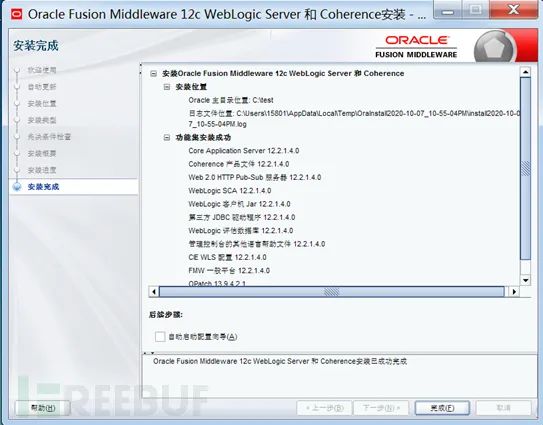 Oracle Fusion Middleware 12c WebLogic Server 和 Coherence安装 - ...
安装完成
ORACLE
FUSION MIDDLEWARE
欢迎使用
自动更新
安装位置
安装类型
先决条件检查
安装概要
安装进度
安装完成
安装Oracle Fusion Middleware 12c WebLogic Server 和 Coherence
安装位置
Oracle 主目录位置: C:\test
日志文件位置: C:\Users\15801\AppData\Local\Temp\OraInstall2020-10-07_10-55-04PM\install2020-10-0
7_10-55-04PM.log
功能集安装成功
Core Application Server 12.2.1.4.0
Coherence 产品文件 12.2.1.4.0
Web 2.0 HTTP Pub-Sub 服务器 12.2.1.4.0
WebLogic SCA 12.2.1.4.0
WebLogic 客户机 Jar 12.2.1.4.0
第三方 JDBC 驱动程序 12.2.1.4.0
WebLogic 评估数据库 12.2.1.4.0
管理控制台的其他语言帮助文件 12.2.1.4.0
CIE WLS 配置 12.2.1.4.0
FMW 一般平台 12.2.1.4.0
OPatch 13.9.4.2.1
后续步骤:
自动启动配置向导(A)
Oracle Fusion Middleware 12c WebLogic Server 和 Coherence安装已成功完成
帮助(H)
< 上一步(B)
下一步(N) >
完成(F)
取消
FREEBUF